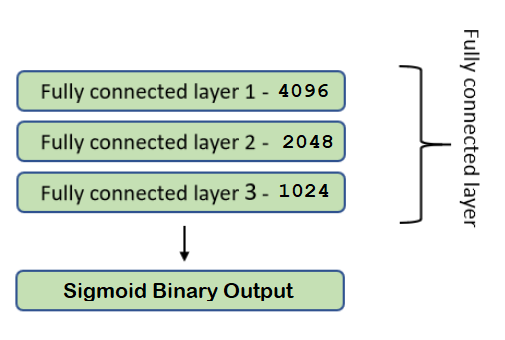 Fully connected layer 1 - 4096
Fully connected layer 2 - 2048
Fully connected layer 3 - 1024
Sigmoid Binary Output
Fully connected layer